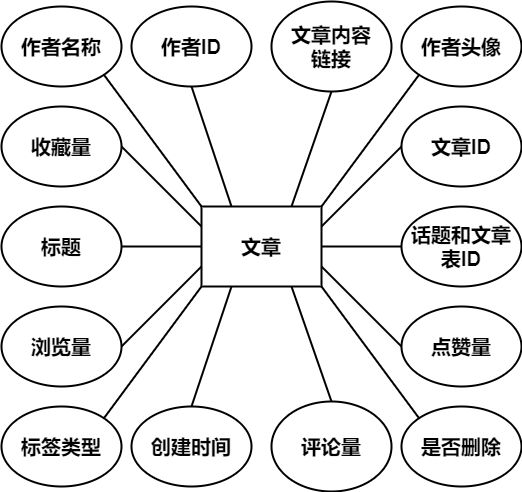 作者名称
作者ID
文章内容
链接
作者头像
收藏量
文章ID
标题
文章
话题和文章
表ID
浏览量
点赞量
标签类型
创建时间
评论量
是否删除